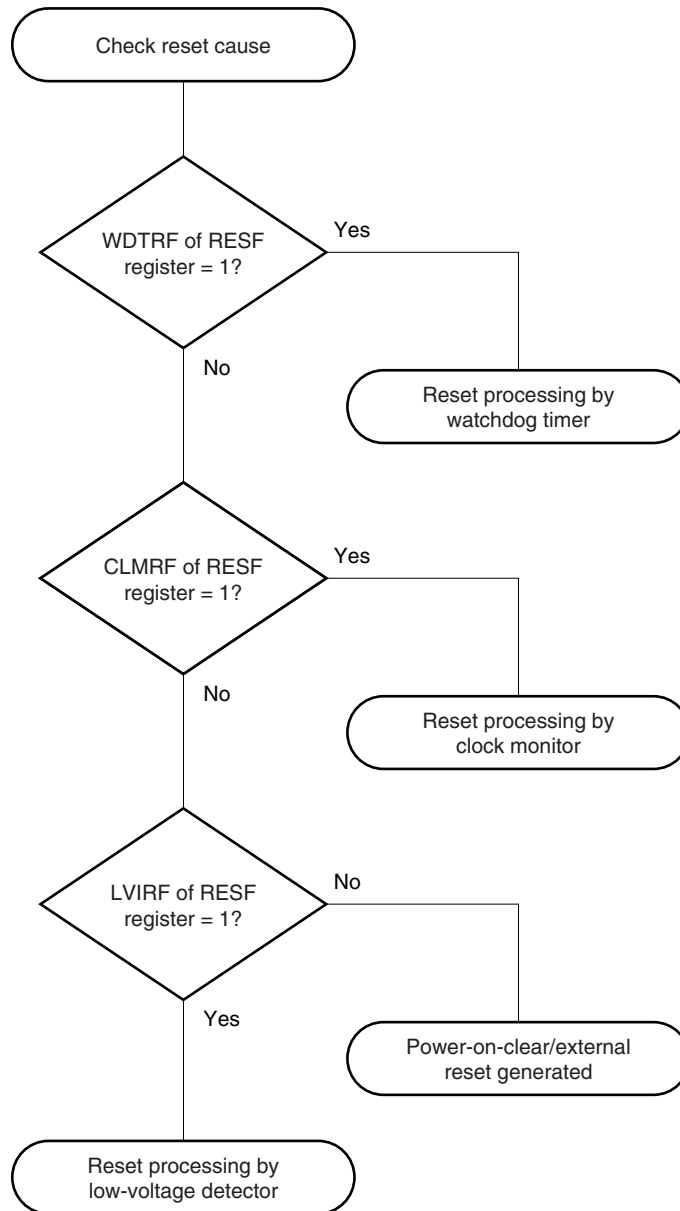 Check reset cause
WDTRF of RESF
register = 1?
Yes
No
Reset processing by
watchdog timer
CLMRF of RESF
register = 1?
Yes
No
Reset processing by
clock monitor
LVIRF of RESF
register = 1?
No
Yes
Power-on-clear/external
reset generated
Reset processing by
low-voltage detector